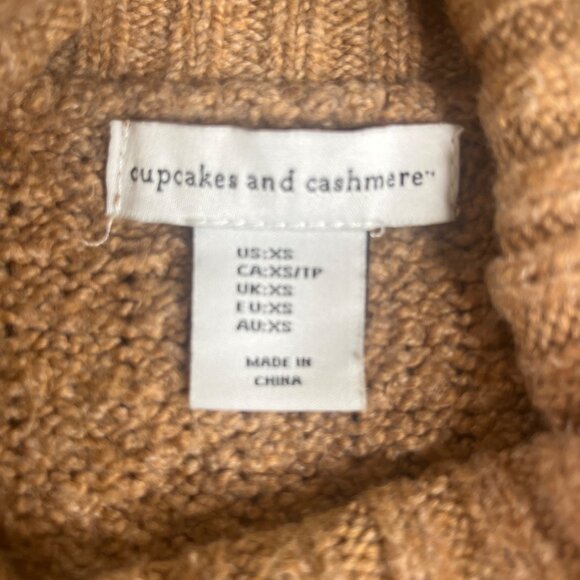 cupcakes and cashmere™
US:XS
CA:XS/TP
UK:XS
EU:XS
AU:XS
MADE IN
CHINA